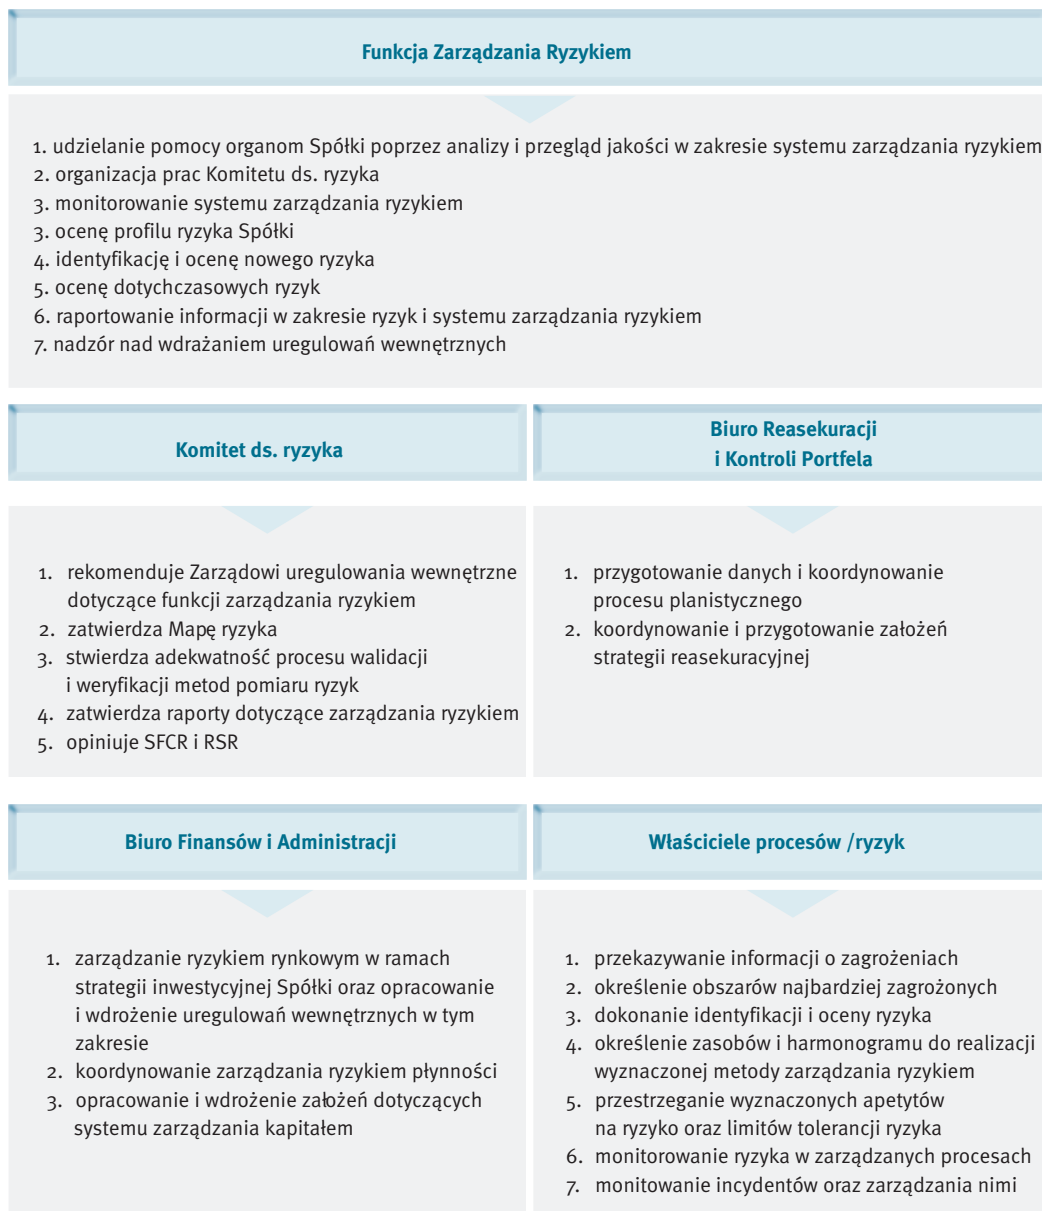 Funkcja Zarządzania Ryzykiem
1. udzielanie pomocy organom Spółki poprzez analizy i przegląd jakości w zakresie systemu zarządzania ryzykiem
2. organizacja prac Komitetu ds. ryzyka
3. monitorowanie systemu zarządzania ryzykiem
3. ocenę profilu ryzyka Spółki
4. identyfikację i ocenę nowego ryzyka
5. ocenę dotychczasowych ryzyk
6. raportowanie informacji w zakresie ryzyk i systemu zarządzania ryzykiem
7. nadzór nad wdrażaniem uregulowań wewnętrznych
Komitet ds. ryzyka
1. rekomenduje Zarządowi uregulowania wewnętrzne
dotyczące funkcji zarządzania ryzykiem
2. zatwierdza Mapę ryzyka
3. stwierdza adekwatność procesu walidacji
i weryfikacji metod pomiaru ryzyk
4. zatwierdza raporty dotyczące zarządzania ryzykiem
5. opiniuje SFCR i RSR
Biuro Reasekuracji
i Kontroli Portfela
1. przygotowanie danych i koordynowanie
procesu planistycznego
2. koordynowanie i przygotowanie założeń
strategii reasekuracyjnej
Biuro Finansów i Administracji
1. zarządzanie ryzykiem rynkowym w ramach
strategii inwestycyjnej Spółki oraz opracowanie
i wdrożenie uregulowań wewnętrznych w tym
zakresie
2. koordynowanie zarządzania ryzykiem płynności
3. opracowanie i wdrożenie założeń dotyczących
systemu zarządzania kapitałem
Właściciele procesów /ryzyk
1. przekazywanie informacji o zagrożeniach
2. określenie obszarów najbardziej zagrożonych
3. dokonanie identyfikacji i oceny ryzyka
4. określenie zasobów i harmonogramu do realizacji
wyznaczonej metody zarządzania ryzykiem
5. przestrzeganie wyznaczonych apetytów
na ryzyko oraz limitów tolerancji ryzyka
6. monitorowanie ryzyka w zarządzanych procesach
7. monitowanie incydentów oraz zarządzania nimi